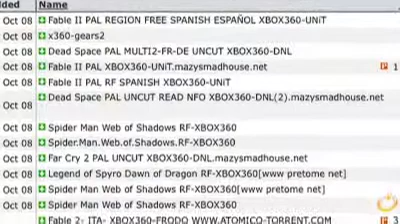 dded Name
Oct 08 Fable II PAL REGION FREE SPANISH ESPAÑOL XBOX360-UNiT
Oct 08 x360-gears2
Oct 08 Dead Space PAL MULTI2-FR-DE UNCUT XBOX360-DNL
Oct 08 Fable II PAL XBOX360-UNiT.mazysmadhouse.net 1
Oct 08 Fable II PAL RF SPANISH XBOX360-UNiT
Oct 08 Dead Space PAL UNCUT READ NFO XBOX360-DNL(2).mazysmadhouse.net
Oct 08 Spider Man Web of Shadows RF-XBOX360
Oct 08 Spider.Man.Web.of.Shadows.RF-XBOX360
Oct 08 Far Cry 2 PAL UNCUT XBOX360-DNL.mazysmadhouse.net
Oct 08 Legend of Spyro Dawn of Dragon RF-XBOX360[www pretome net]
Oct 08 Spider Man Web of Shadows RF-XBOX360[www pretome net]
Oct 08 Spider Man Web of Shadows RF-XBOX360
Fable 2- ITA- XBOX360-FRODO WWW.ATOMICO-TORRENT.COM 3